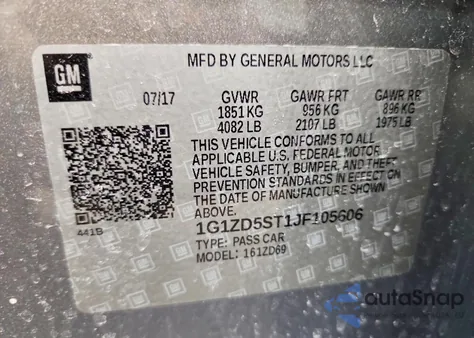 GM
MFD BY GENERAL MOTORS LLC
07/17 GVWR GAWR FRT GAWR RR
1851 KG 956 KG 896 KG
4082 LB 2107 LB 1975 LB
THIS VEHICLE CONFORMS TO ALL
APPLICABLE U.S. FEDERAL MOTOR
VEHICLE SAFETY, BUMPER, AND THEFT
PREVENTION STANDARDS IN EFFECT ON
THE DATE OF MANUFACTURE SHOWN
ABOVE.
441B
1G1ZD5ST1JF105606
TYPE: PASS CAR
MODEL: 161ZD69
autoSnap